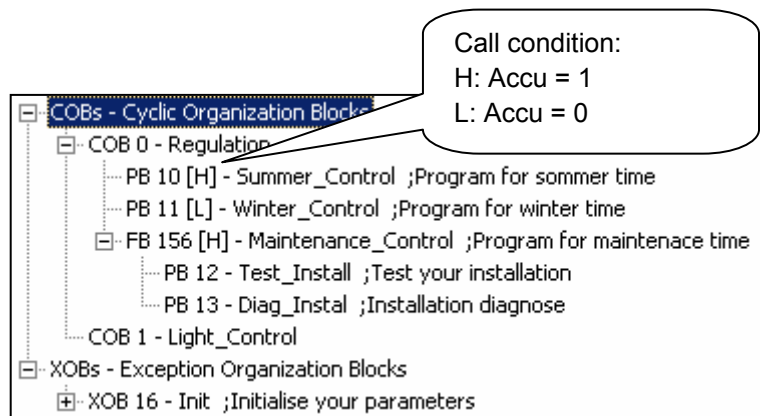 Call condition:
H: Accu = 1
L: Accu = 0
COBs - Cyclic Organization Blocks
COB 0 - Regulation
PB 10 [H] - Summer_Control ;Program for sommer time
PB 11 [L] - Winter_Control ;Program for winter time
FB 156 [H] - Maintenance_Control ;Program for maintenace time
PB 12 - Test_Install ;Test your installation
PB 13 - Diag_Instal ;Installation diagnose
COB 1 - Light_Control
XOBs - Exception Organization Blocks
XOB 16 - Init ;Initialise your parameters